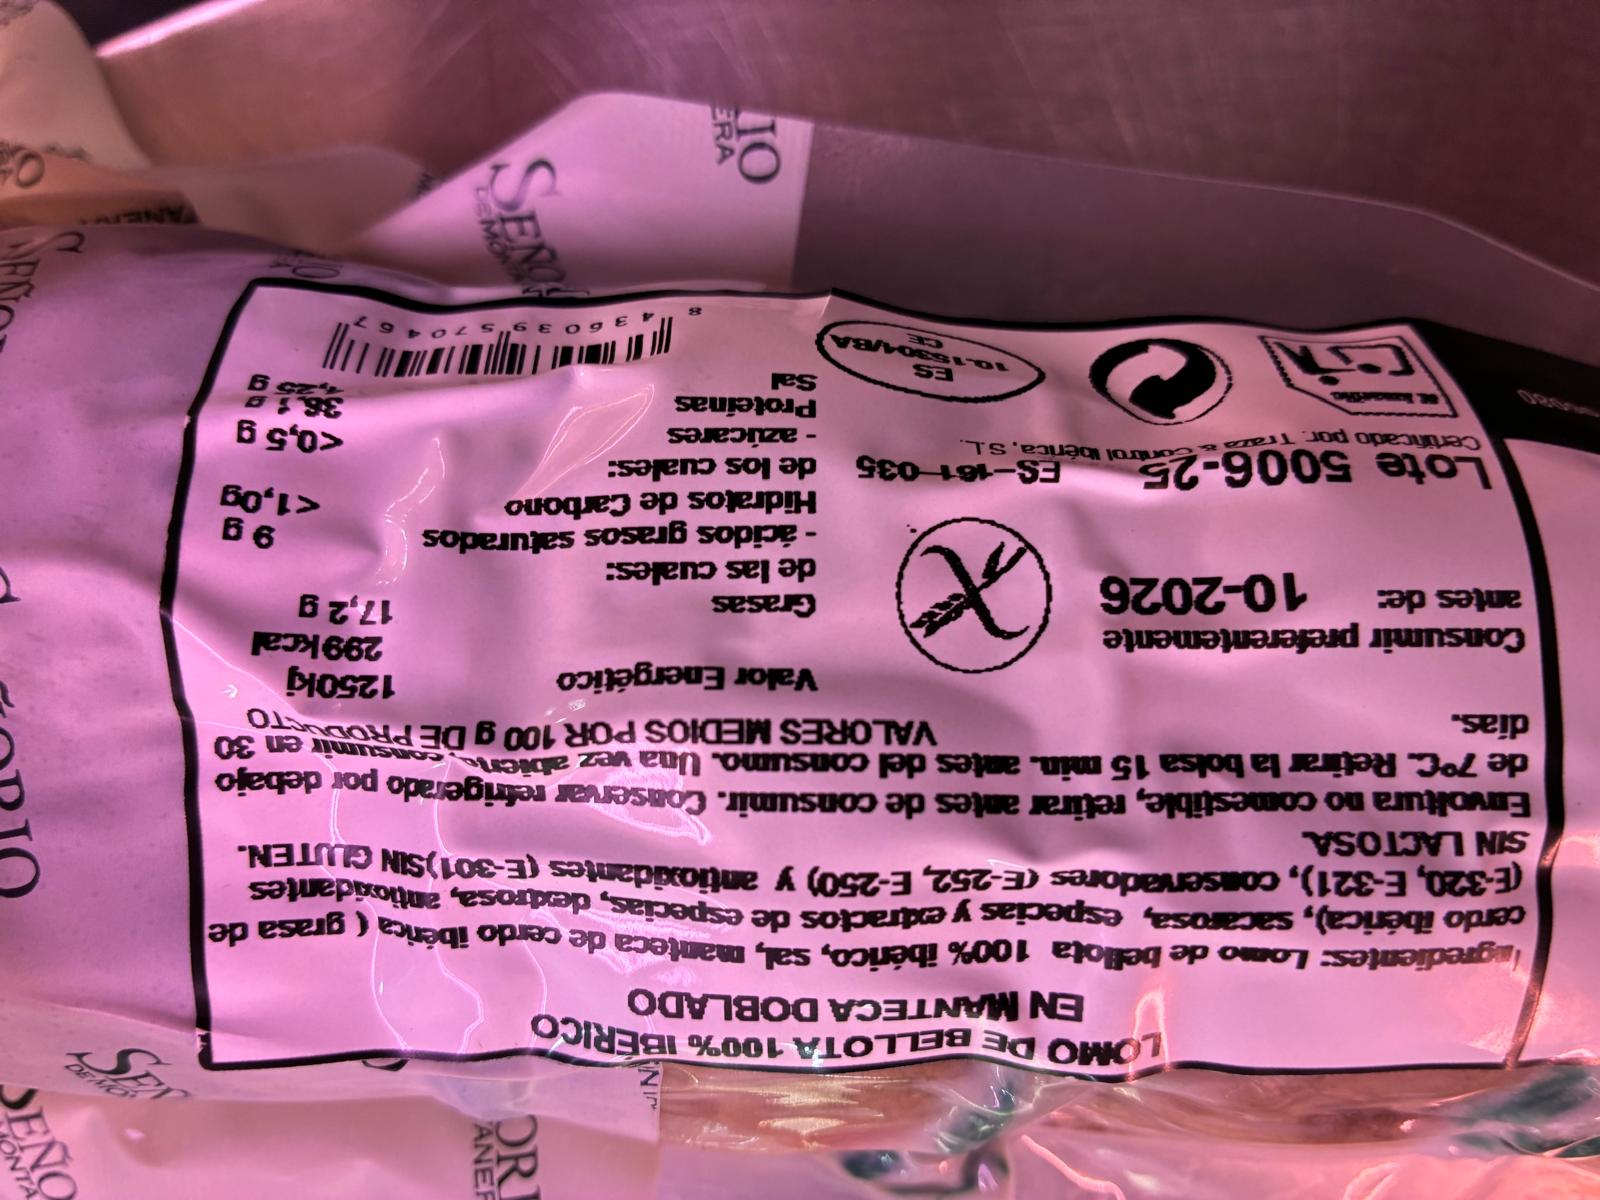 LOMO DE BELLOTA 100% IBÉRICO
EN MANTECA DOBLADO
Ingredientes: Lomo de bellota 100% ibérico, sal, manteca de cerdo ibérica ( grasa de
cerdo ibérica), sacarosa, especias y extractos de especias, dextrosa, antioxidantes
(E-320, E-321), conservadores (E-252, E-250) y antioxidantes (E-301)SIN GLUTEN.
SIN LACTOSA
Envoltura no comestible, retirar antes de consumir. Conservar refrigerado por debajo
de 7ºC. Retirar la bolsa 15 min. antes del consumo. Una vez abierto consumir en 30
días.
VALORES MEDIOS POR 100 g DE PRODUCTO
Valor Energético 1250kj
299kcal
Grasas 17,2 g
de las cuales:
- ácidos grasos saturados 9 g
Hidratos de Carbono <1,0g
de los cuales:
- azúcares <0,5 g
Proteínas 36,1 g
Sal 4,25 g
8 436039 570467
Consumir preferentemente
antes de: 10-2026
Lote 5006-25 ES-161-035
Certificado por: Traza & Control Ibérica, S.L.
Al Amarillo
ES
10.15304/BA
CE
SEÑORIO
DE MONTANERA